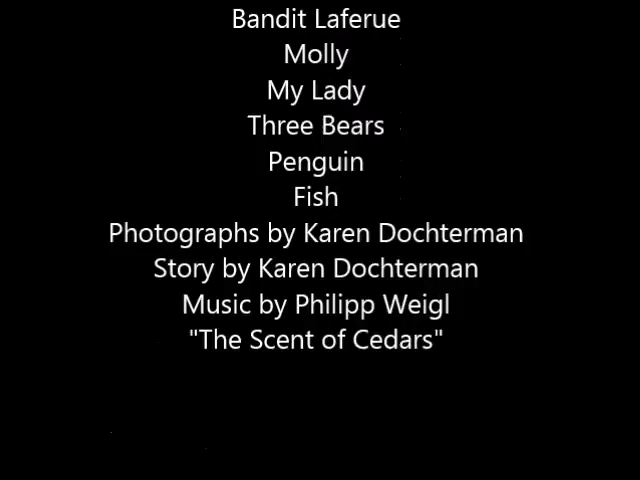 Bandit Laferue
Molly
My Lady
Three Bears
Penguin
Fish
Photographs by Karen Dochterman
Story by Karen Dochterman
Music by Philipp Weigl
"The Scent of Cedars"